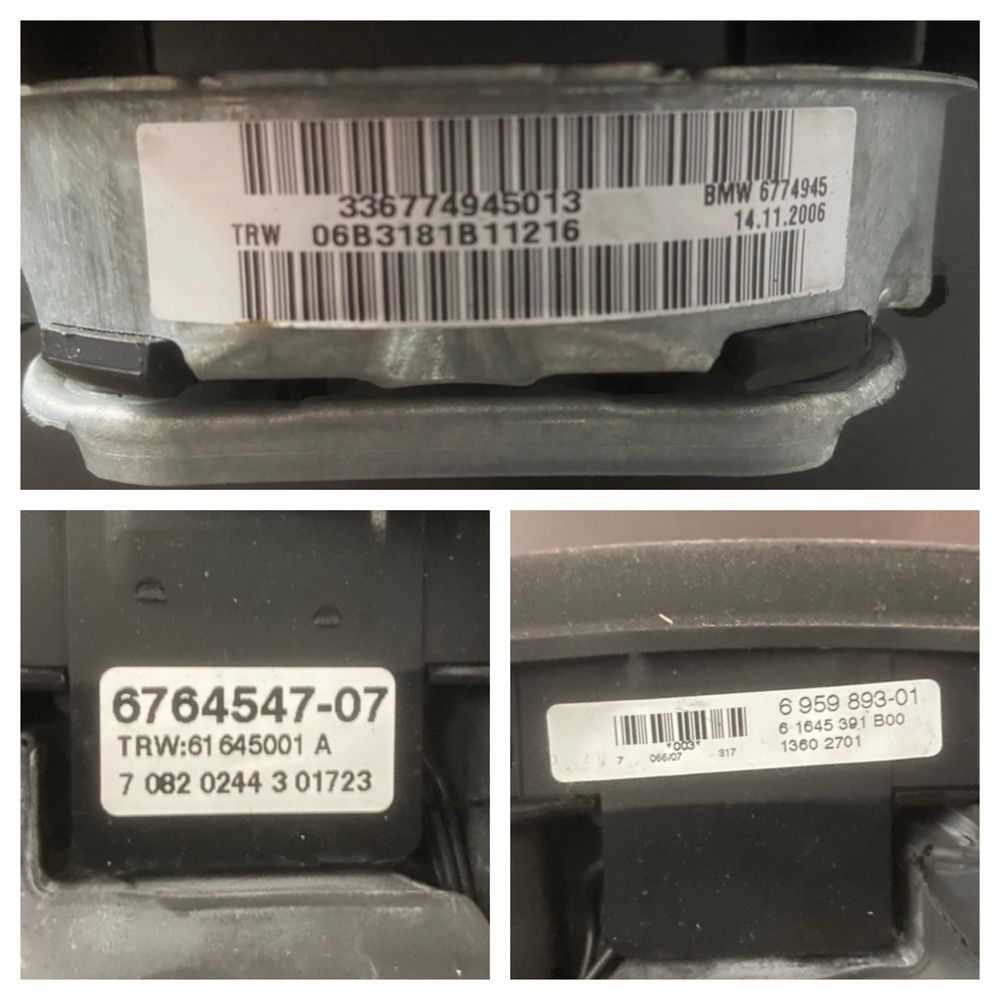 336774945013
BMW 6774945
TRW 06B3181B11216
14.11.2006
6764547-07
TRW:61645001 A
7 082 0244 3 01723
6 959 893-01
6 1645 391 B00
1360 2701
*003*
7 066/07 317